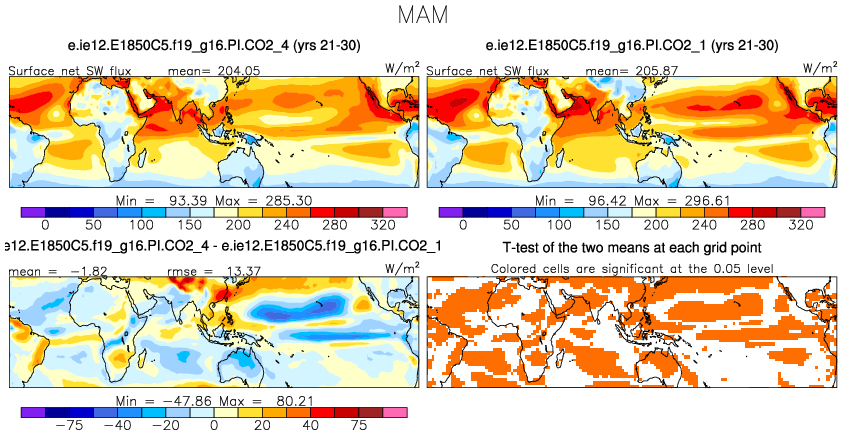 MAM
e.ie12.E1850C5.f19_g16.PI.CO2_4 (yrs 21-30)
Surface net SW flux mean= 204.05 W/m²
Min = 93.39 Max = 285.30
0 50 100 150 200 240 280 320
e.ie12.E1850C5.f19_g16.PI.CO2_1 (yrs 21-30)
Surface net SW flux mean= 205.87 W/m²
Min = 96.42 Max = 296.61
0 50 100 150 200 240 280 320
e12.E1850C5.f19_g16.PI.CO2_4 - e.ie12.E1850C5.f19_g16.PI.CO2_1
mean = -1.82 rmse = 13.37 W/m²
Min = -47.86 Max = 80.21
-75 -40 -20 0 20 40 75
T-test of the two means at each grid point
Colored cells are significant at the 0.05 level